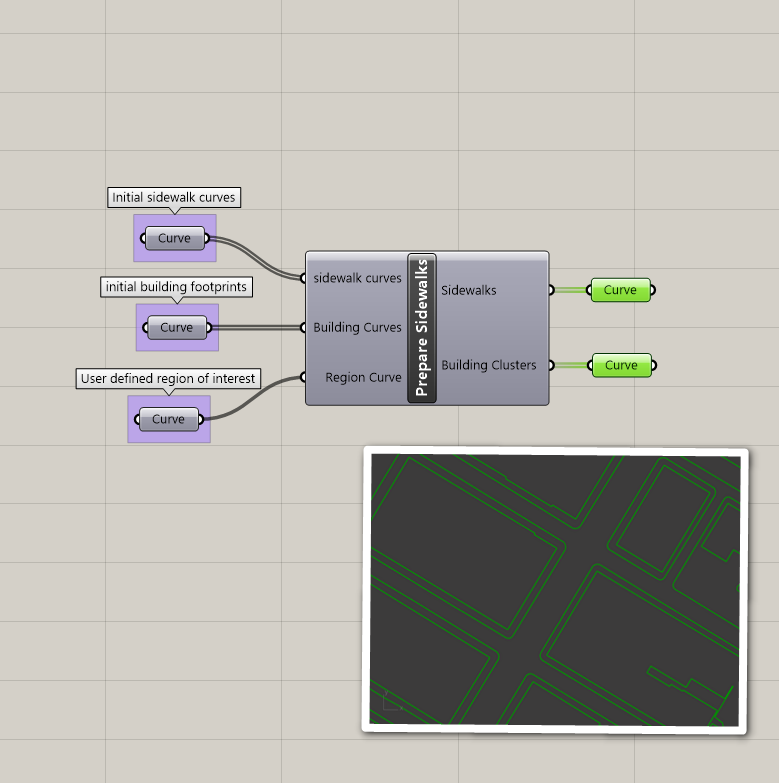 Initial sidewalk curves
Curve
initial building footprints
Curve
User defined region of interest
Curve
sidewalk curves
Building Curves
Region Curve
Prepare Sidewalks
Sidewalks
Building Clusters
Curve
Curve